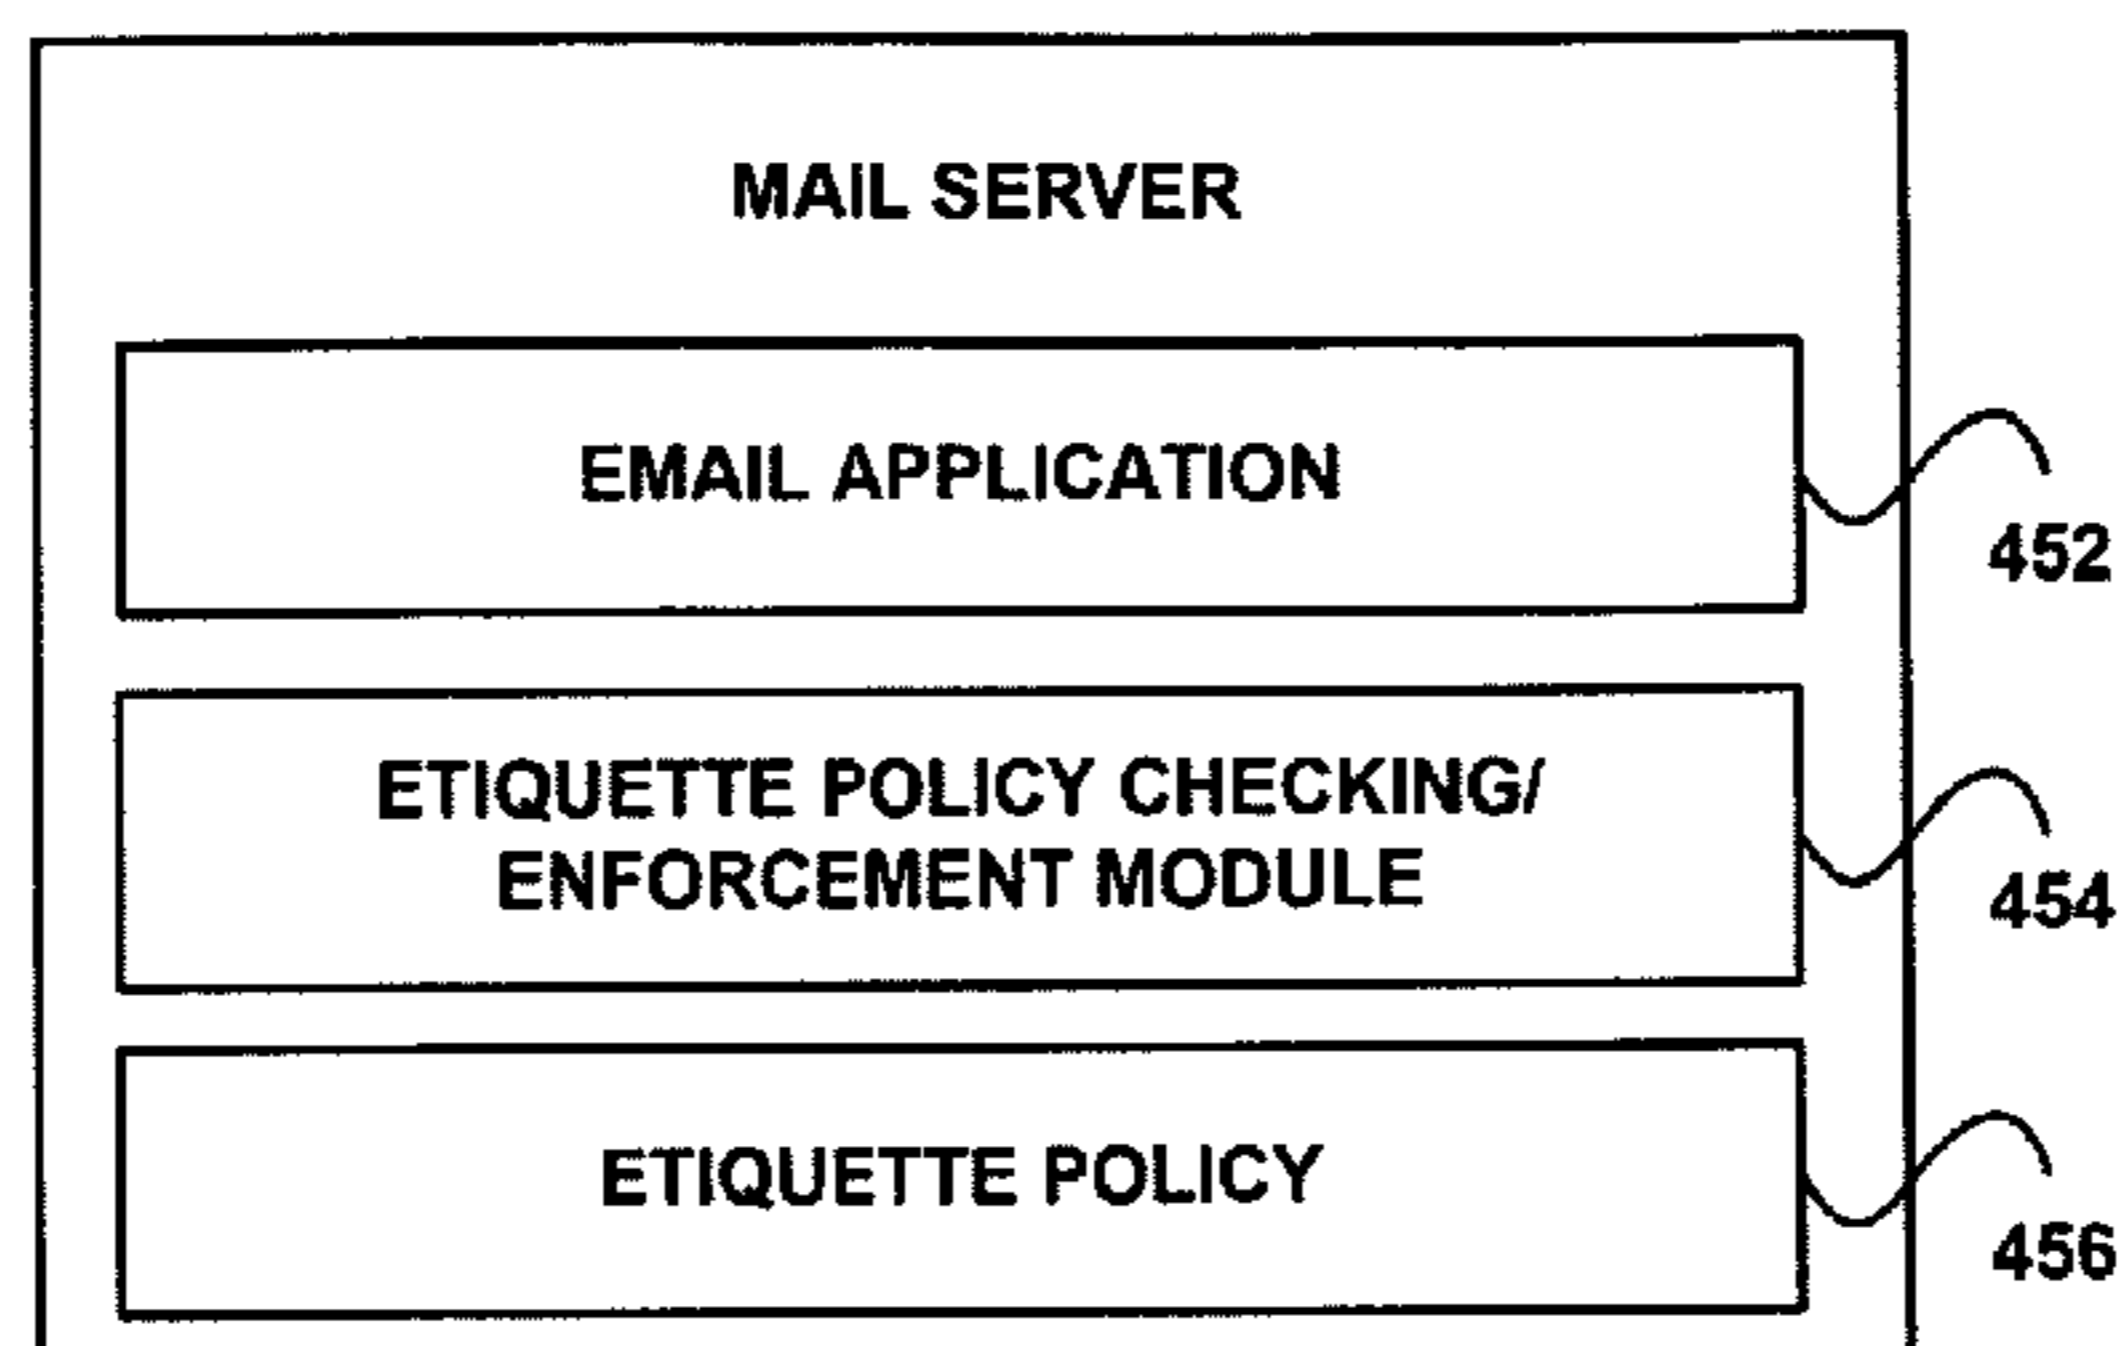 MAIL SERVER
EMAIL APPLICATION
452
ETIQUETTE POLICY CHECKING/
ENFORCEMENT MODULE
454
ETIQUETTE POLICY
456